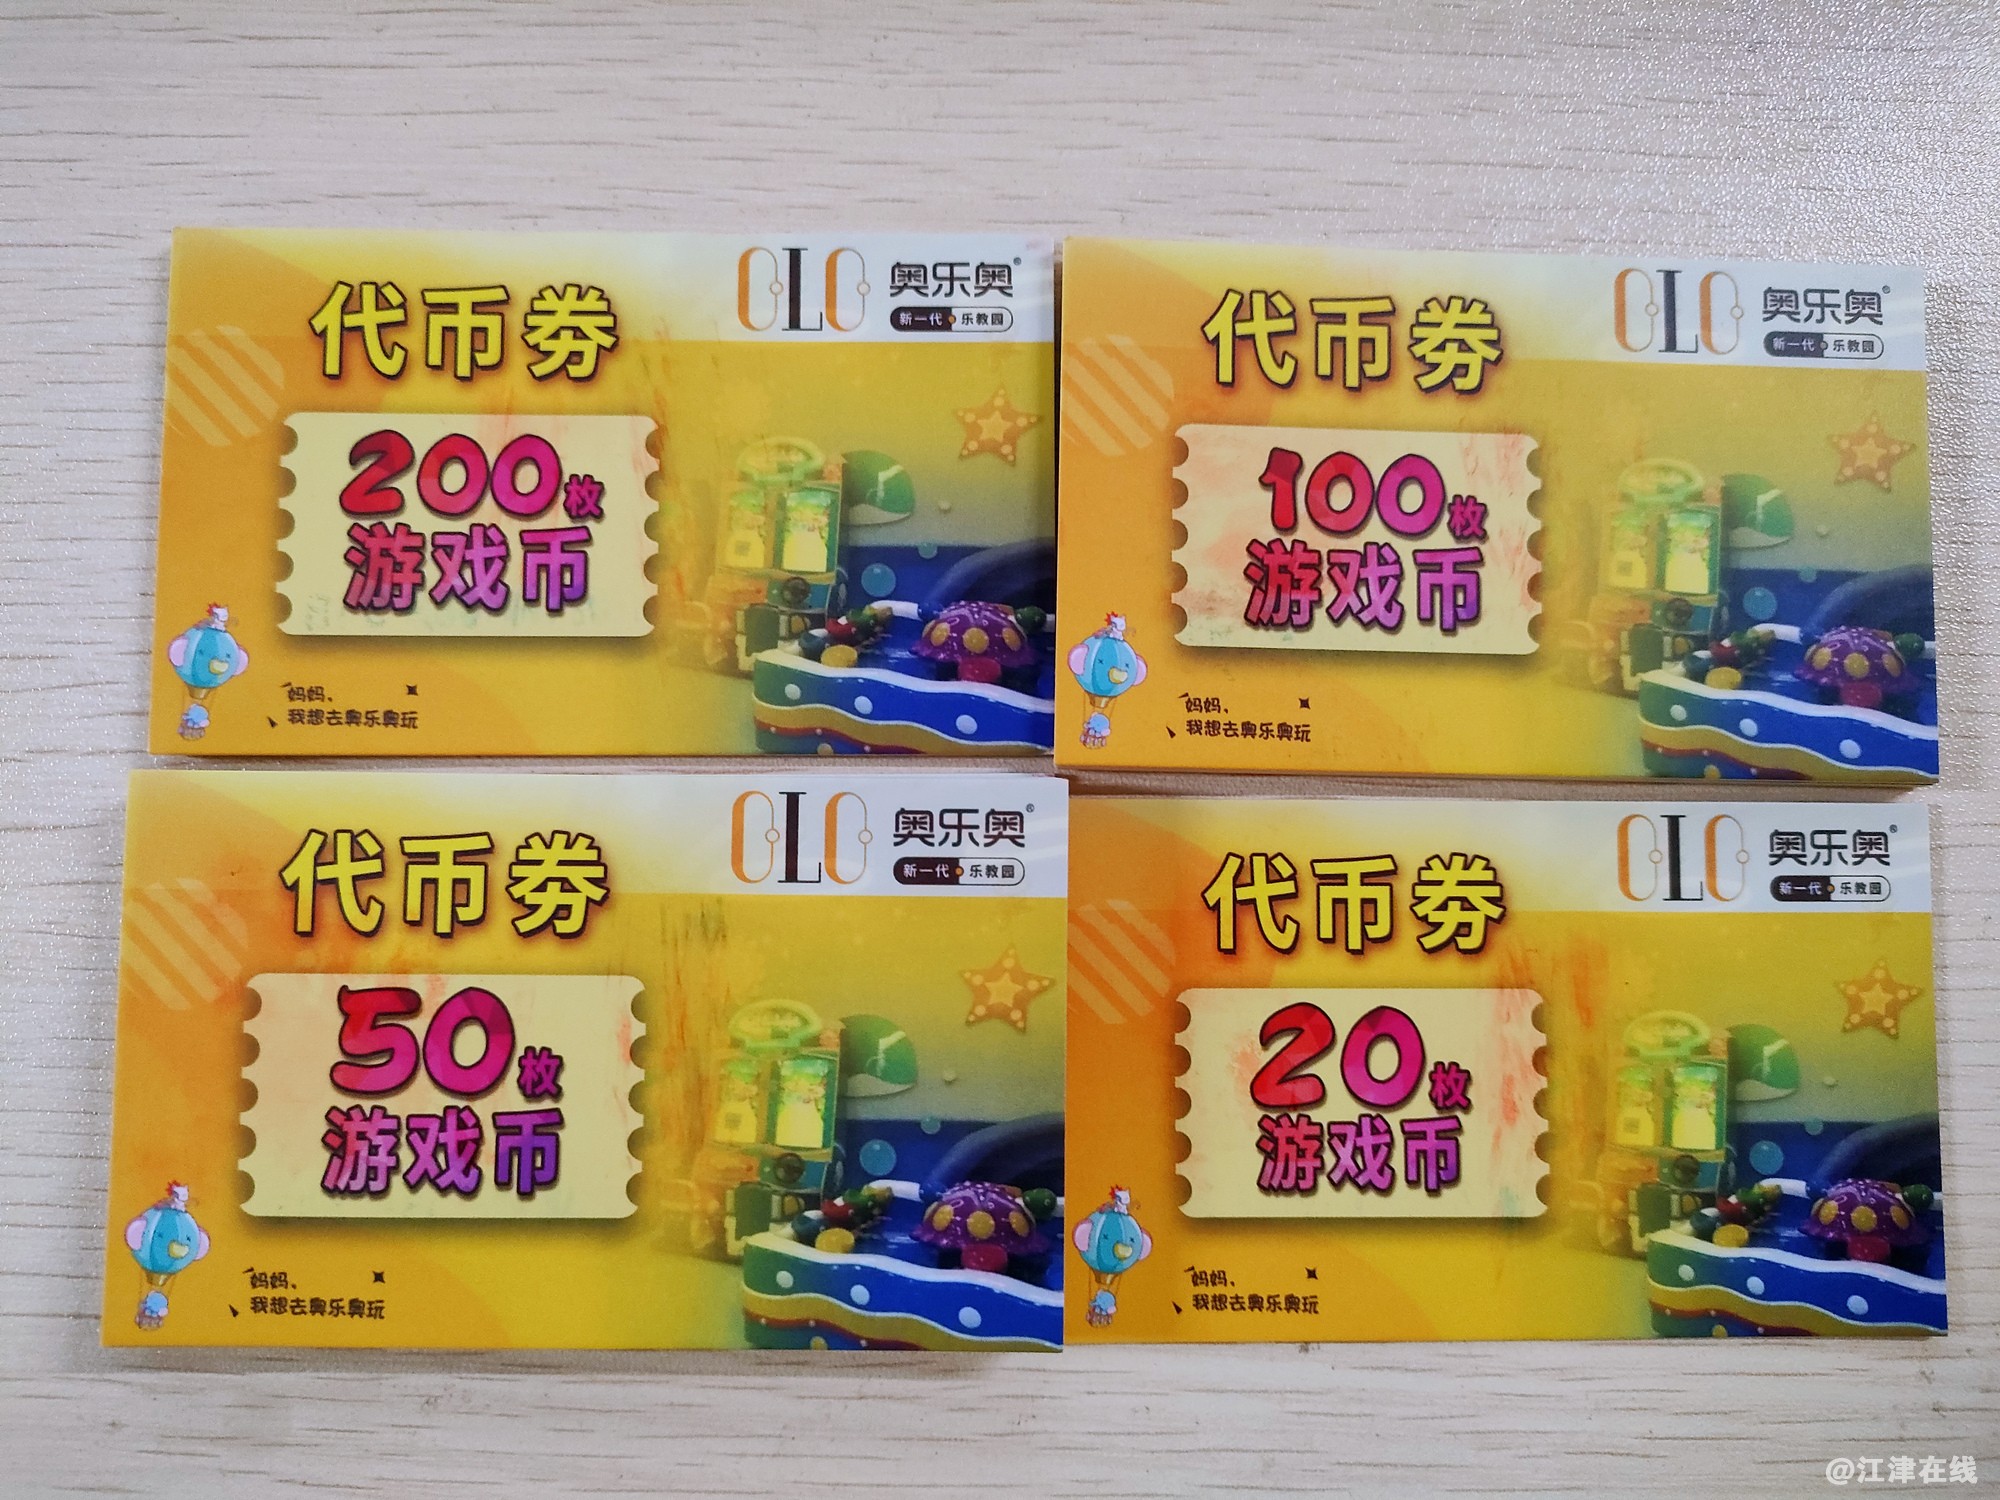 OLO 奥乐奥®
新一代·乐教园
代币券
200枚
游戏币
妈妈、
我想去奥乐奥玩
OLO 奥乐奥®
新一代·乐教园
代币券
100枚
游戏币
妈妈、
我想去奥乐奥玩
OLO 奥乐奥®
新一代·乐教园
代币券
50枚
游戏币
妈妈、
我想去奥乐奥玩
OLO 奥乐奥®
新一代·乐教园
代币券
20枚
游戏币
妈妈、
我想去奥乐奥玩
@江津在线